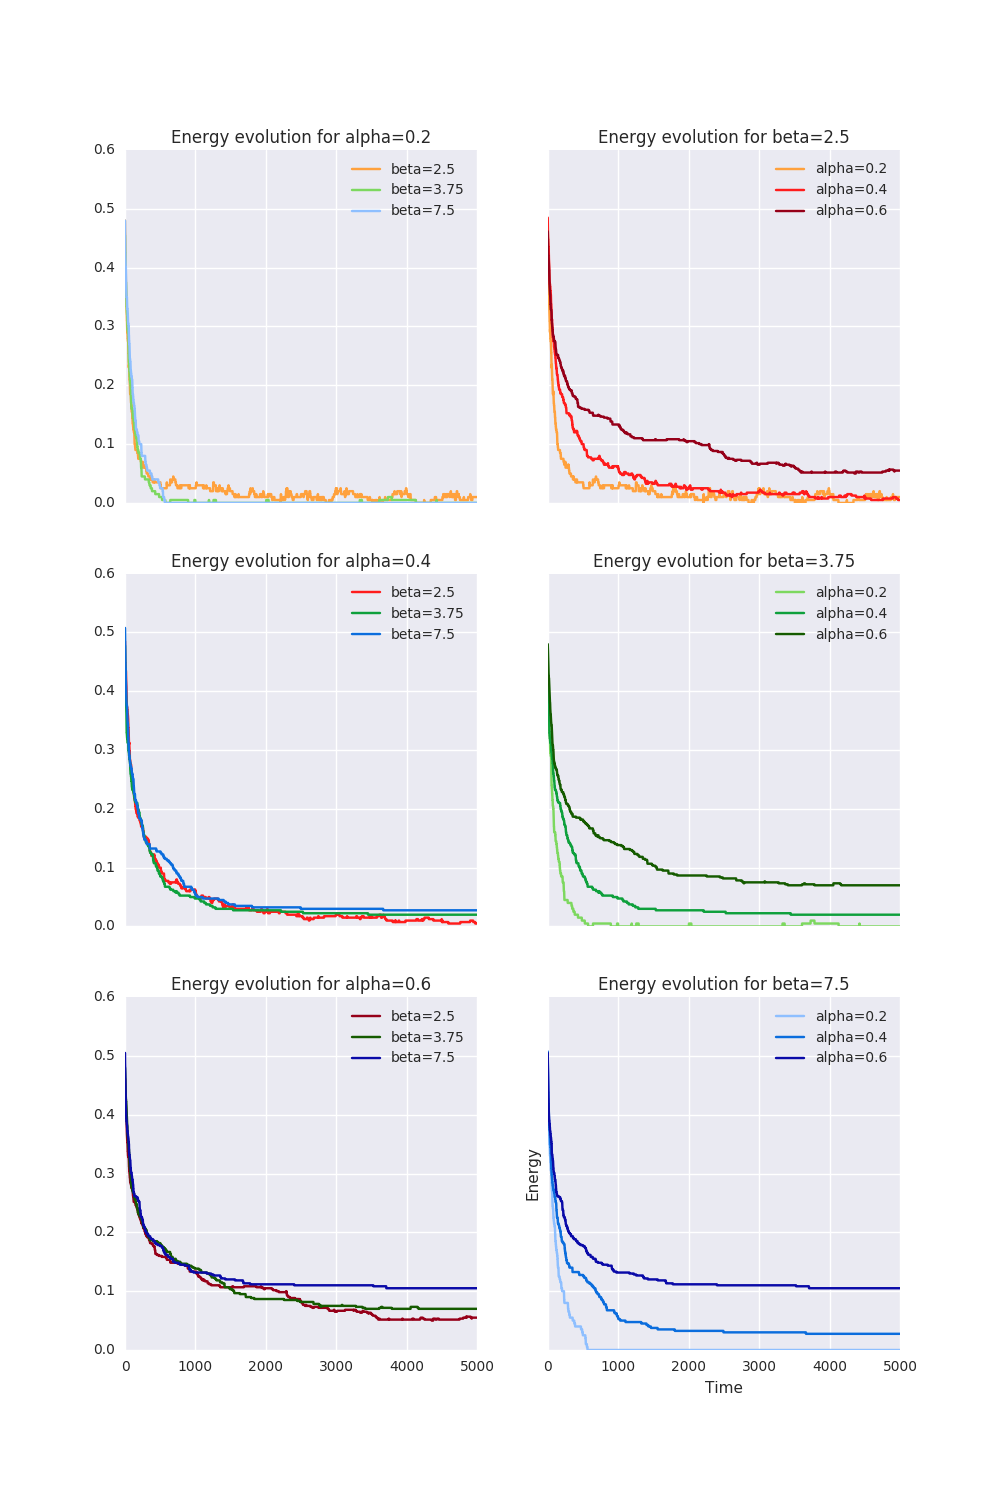 Energy evolution for alpha=0.2
0.6
0.5
0.4
0.3
0.2
0.1
0.0
beta=2.5
beta=3.75
beta=7.5
Energy evolution for beta=2.5
alpha=0.2
alpha=0.4
alpha=0.6
Energy evolution for alpha=0.4
0.6
0.5
0.4
0.3
0.2
0.1
0.0
beta=2.5
beta=3.75
beta=7.5
Energy evolution for beta=3.75
alpha=0.2
alpha=0.4
alpha=0.6
Energy evolution for alpha=0.6
0.6
0.5
0.4
0.3
0.2
0.1
0.0
beta=2.5
beta=3.75
beta=7.5
0 1000 2000 3000 4000 5000
Energy evolution for beta=7.5
alpha=0.2
alpha=0.4
alpha=0.6
Energy
0 1000 2000 3000 4000 5000
Time